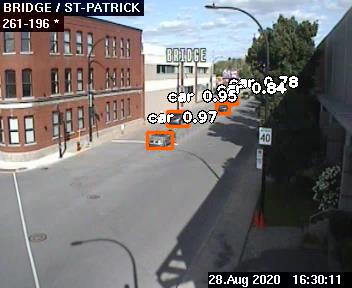 BRIDGE / ST-PATRICK
261-196 *
BRIDGE
car 0.78
car 0.84
car 0.95
car 0.97
40
28.Aug 2020 16:30:11